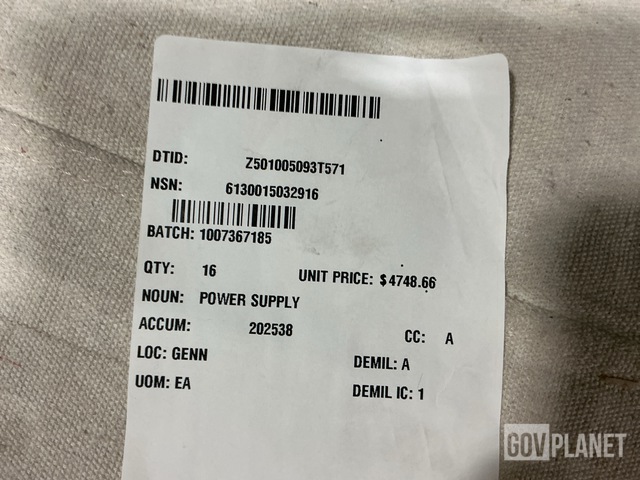 DTID: Z501005093T571
NSN: 6130015032916
BATCH: 1007367185
QTY: 16 UNIT PRICE: $4748.66
NOUN: POWER SUPPLY
ACCUM: 202538 CC: A
LOC: GENN DEMIL: A
UOM: EA DEMIL IC: 1
GOVPLANET